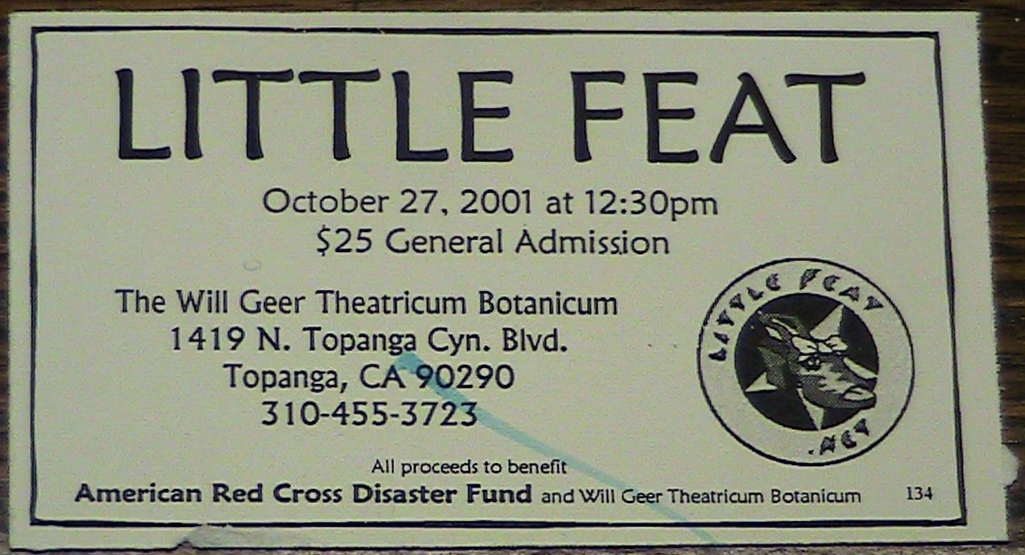 LITTLE FEAT
October 27, 2001 at 12:30pm
$25 General Admission
The Will Geer Theatricum Botanicum
1419 N. Topanga Cyn. Blvd.
Topanga, CA 90290
310-455-3723
LITTLE FEAT
.NET
All proceeds to benefit
American Red Cross Disaster Fund and Will Geer Theatricum Botanicum 134